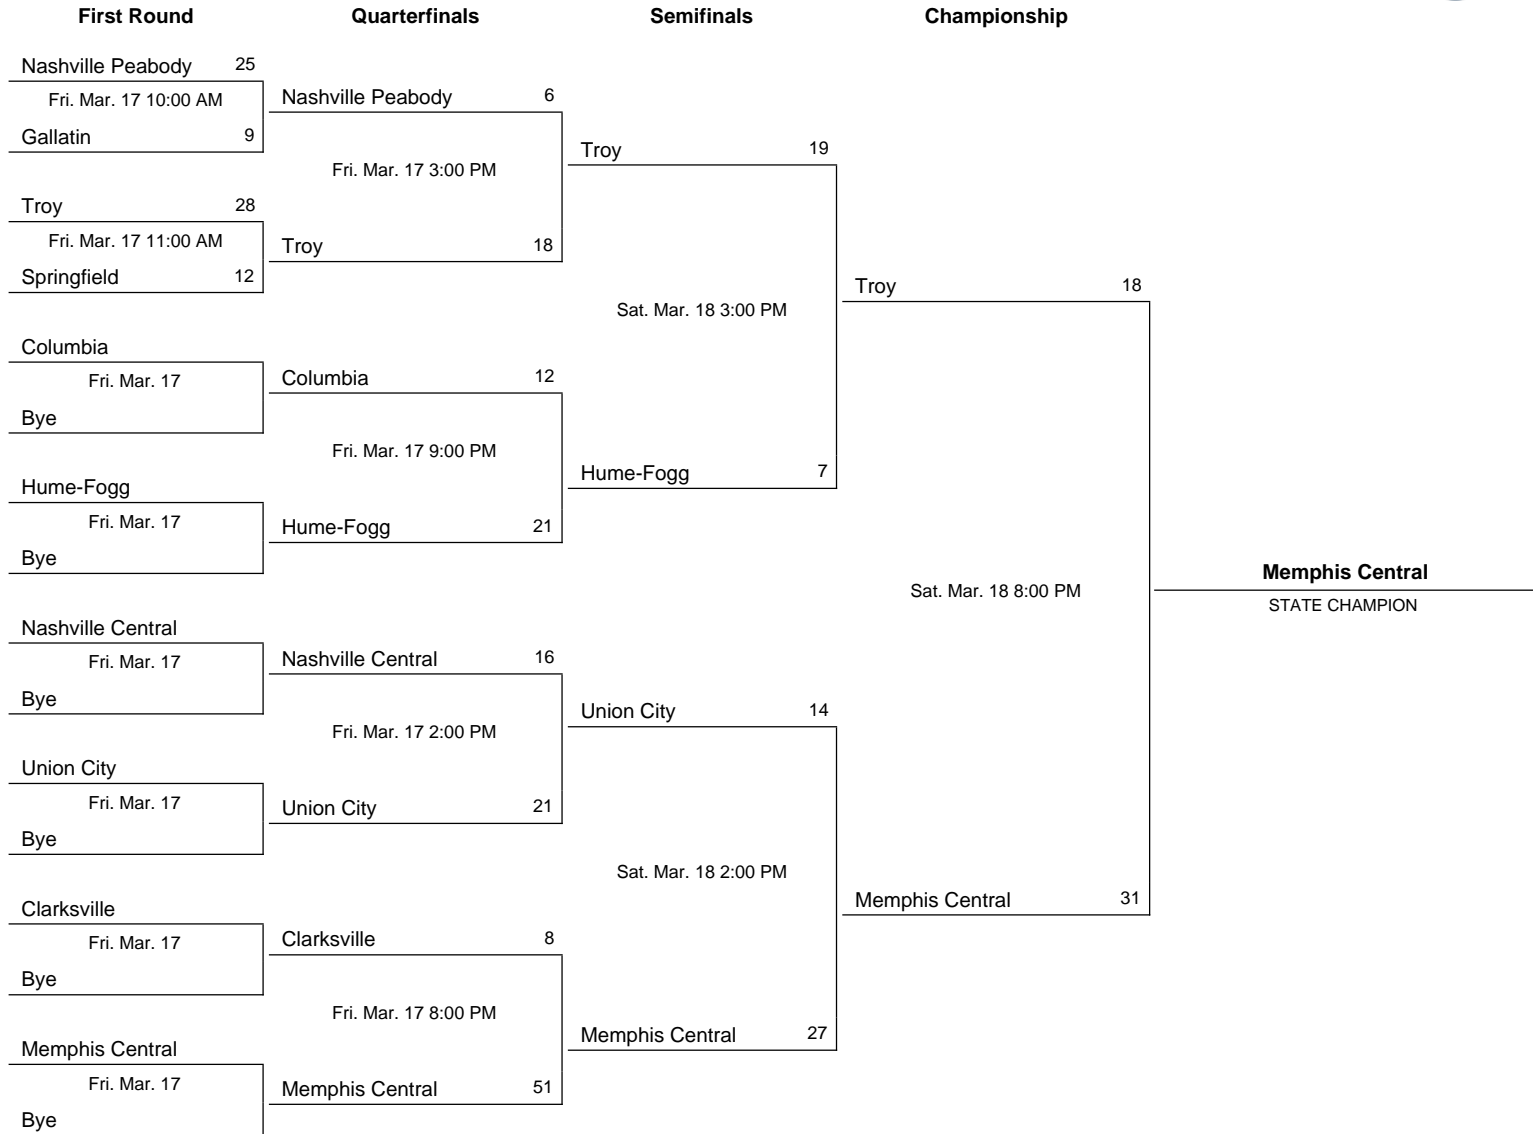 First Round
Quarterfinals
Semifinals
Championship
Nashville Peabody 25
Fri. Mar. 17 10:00 AM
Gallatin 9
Troy 28
Fri. Mar. 17 11:00 AM
Springfield 12
Columbia
Fri. Mar. 17
Bye
Hume-Fogg
Fri. Mar. 17
Bye
Nashville Central
Fri. Mar. 17
Bye
Union City
Fri. Mar. 17
Bye
Clarksville
Fri. Mar. 17
Bye
Memphis Central
Fri. Mar. 17
Bye
Nashville Peabody 6
Fri. Mar. 17 3:00 PM
Troy 18
Columbia 12
Fri. Mar. 17 9:00 PM
Hume-Fogg 21
Nashville Central 16
Fri. Mar. 17 2:00 PM
Union City 21
Clarksville 8
Fri. Mar. 17 8:00 PM
Memphis Central 51
Troy 19
Sat. Mar. 18 3:00 PM
Hume-Fogg 7
Union City 14
Sat. Mar. 18 2:00 PM
Memphis Central 27
Troy 18
Sat. Mar. 18 8:00 PM
Memphis Central 31
Memphis Central
STATE CHAMPION